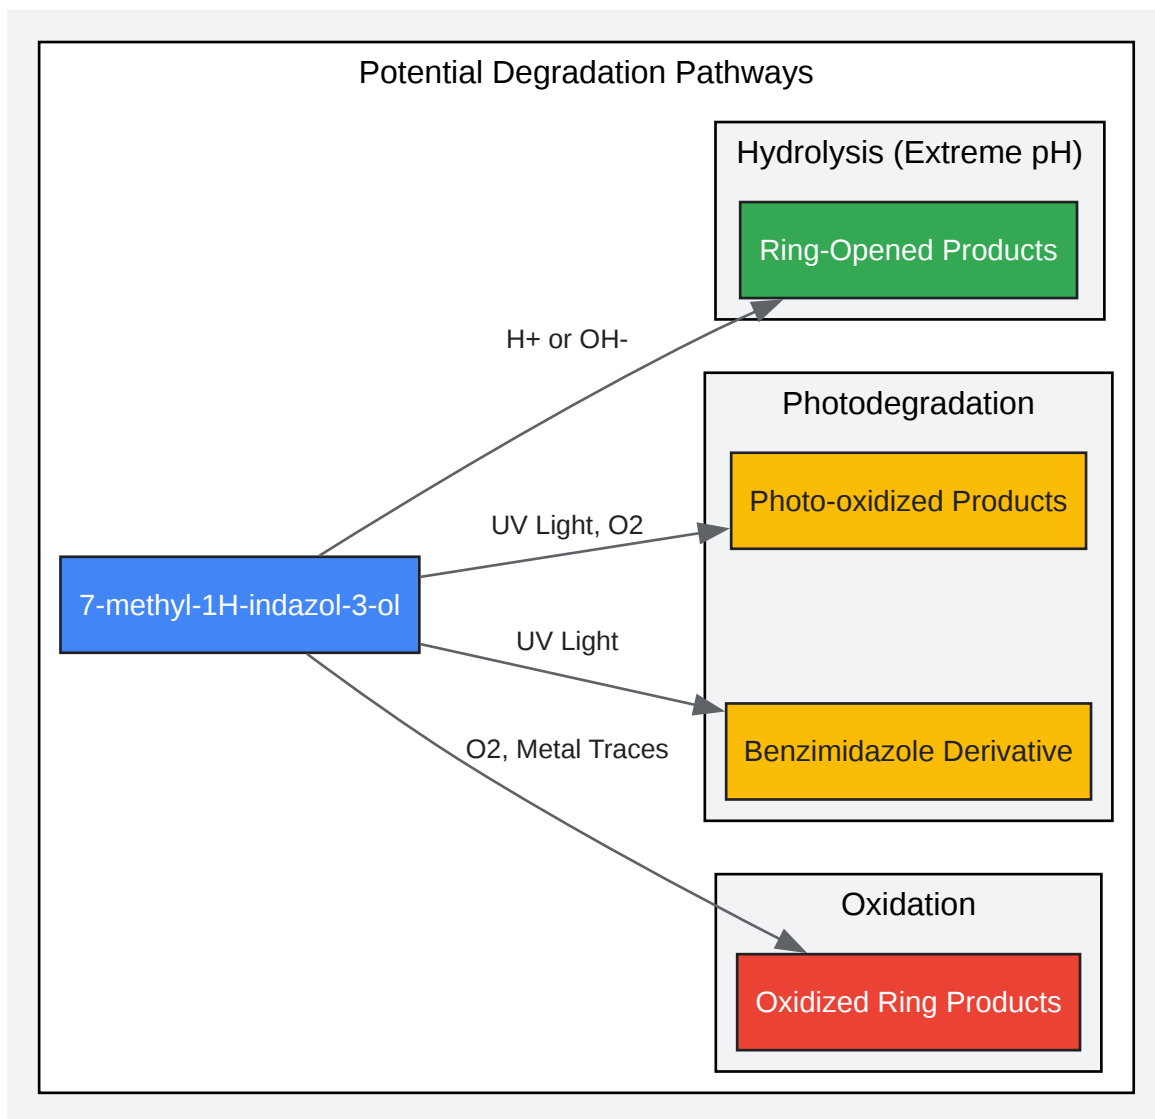 Potential Degradation Pathways
Hydrolysis (Extreme pH)
Ring-Opened Products
H+ or OH-
Photodegradation
Photo-oxidized Products
UV Light, O2
7-methyl-1H-indazol-3-ol
UV Light
Benzimidazole Derivative
O2, Metal Traces
Oxidation
Oxidized Ring Products